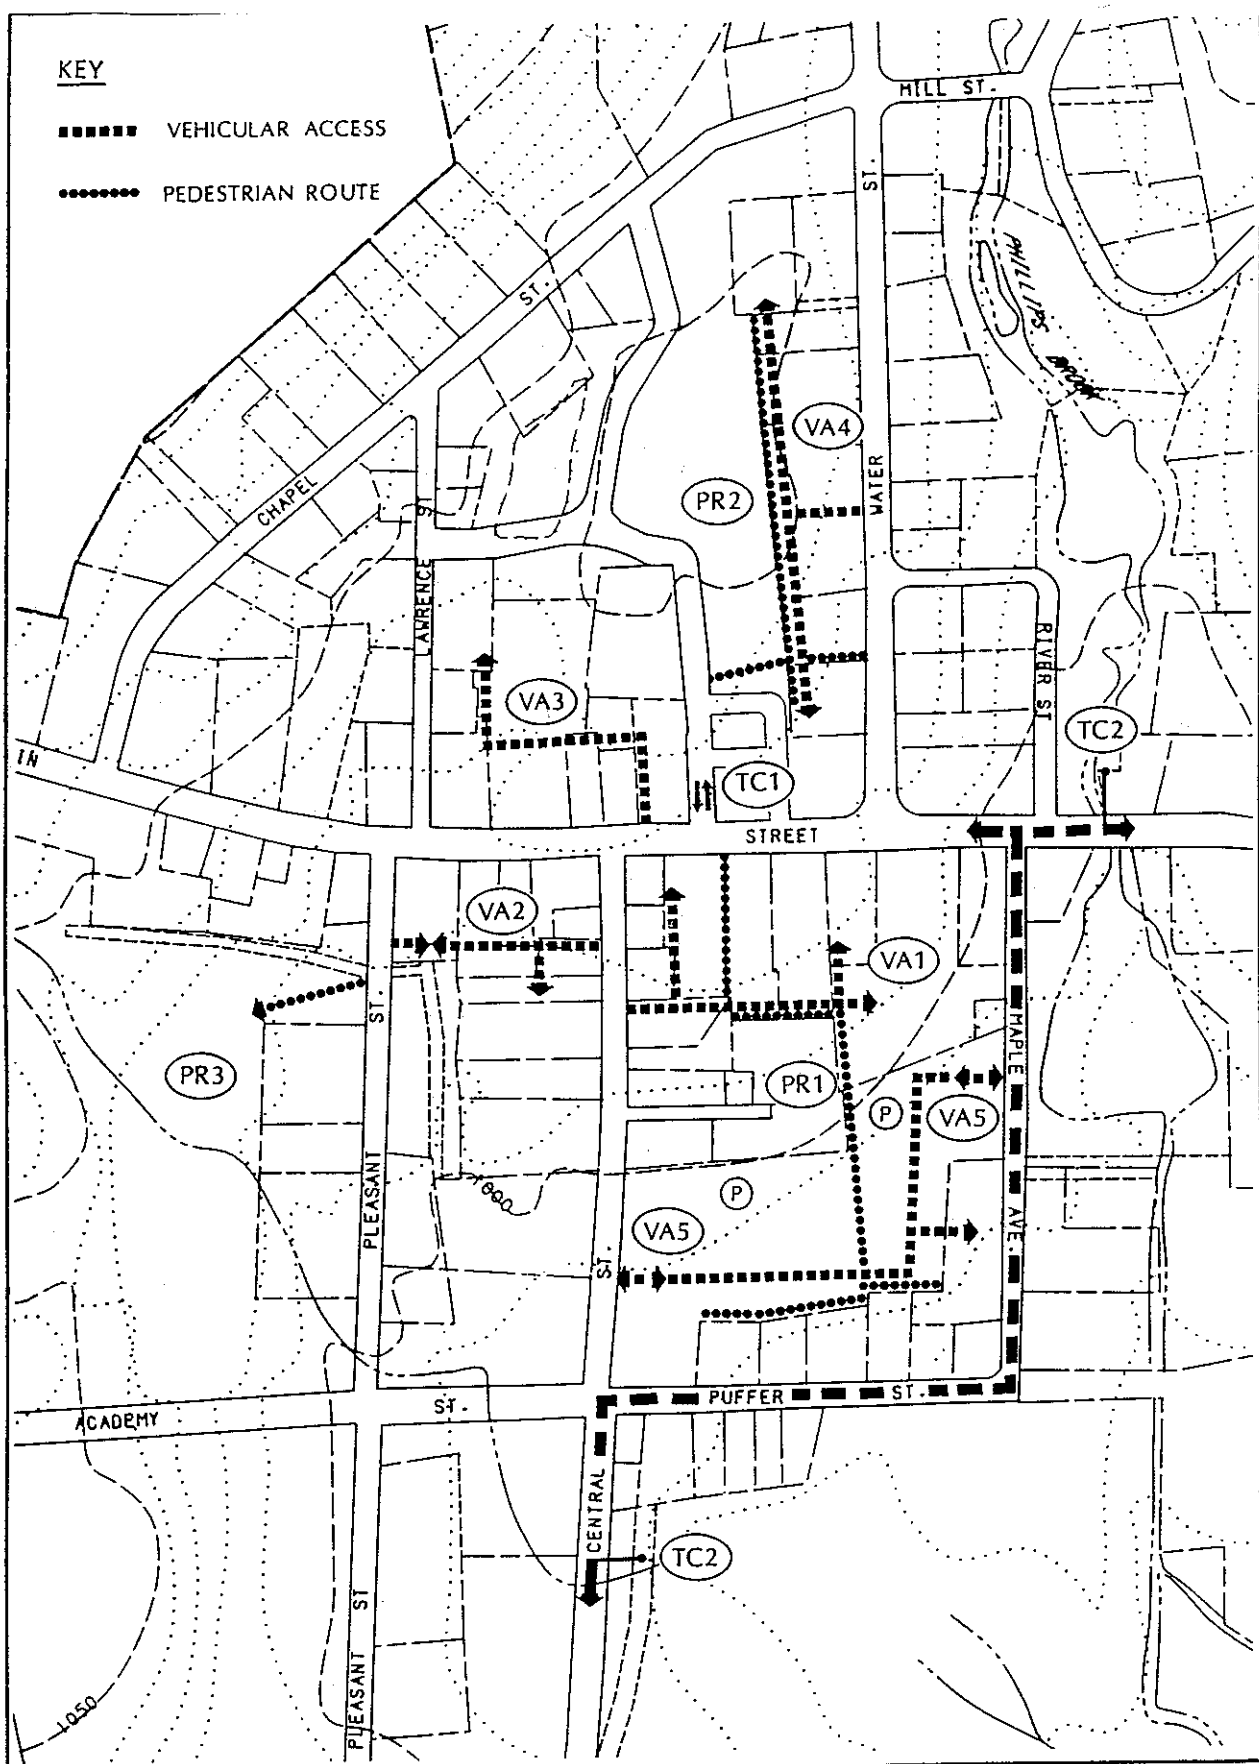 KEY
VEHICULAR ACCESS
PEDESTRIAN ROUTE
MILL ST.
ST.
PHILLIPS
BROOK
ST.
VA4
PR2
WATER
CHAPEL
ST
LAWRENCE
RIVER ST
VA3
TC2
IN
TC1
STREET
VA2
VA1
ST.
MAPLE
PR3
PR1
P
VA5
PLEASANT
1000
P
AVE.
VA5
ST.
PUFFER
ST.
ST.
ACADEMY
CENTRAL
TC2
ST
PLEASANT
1050